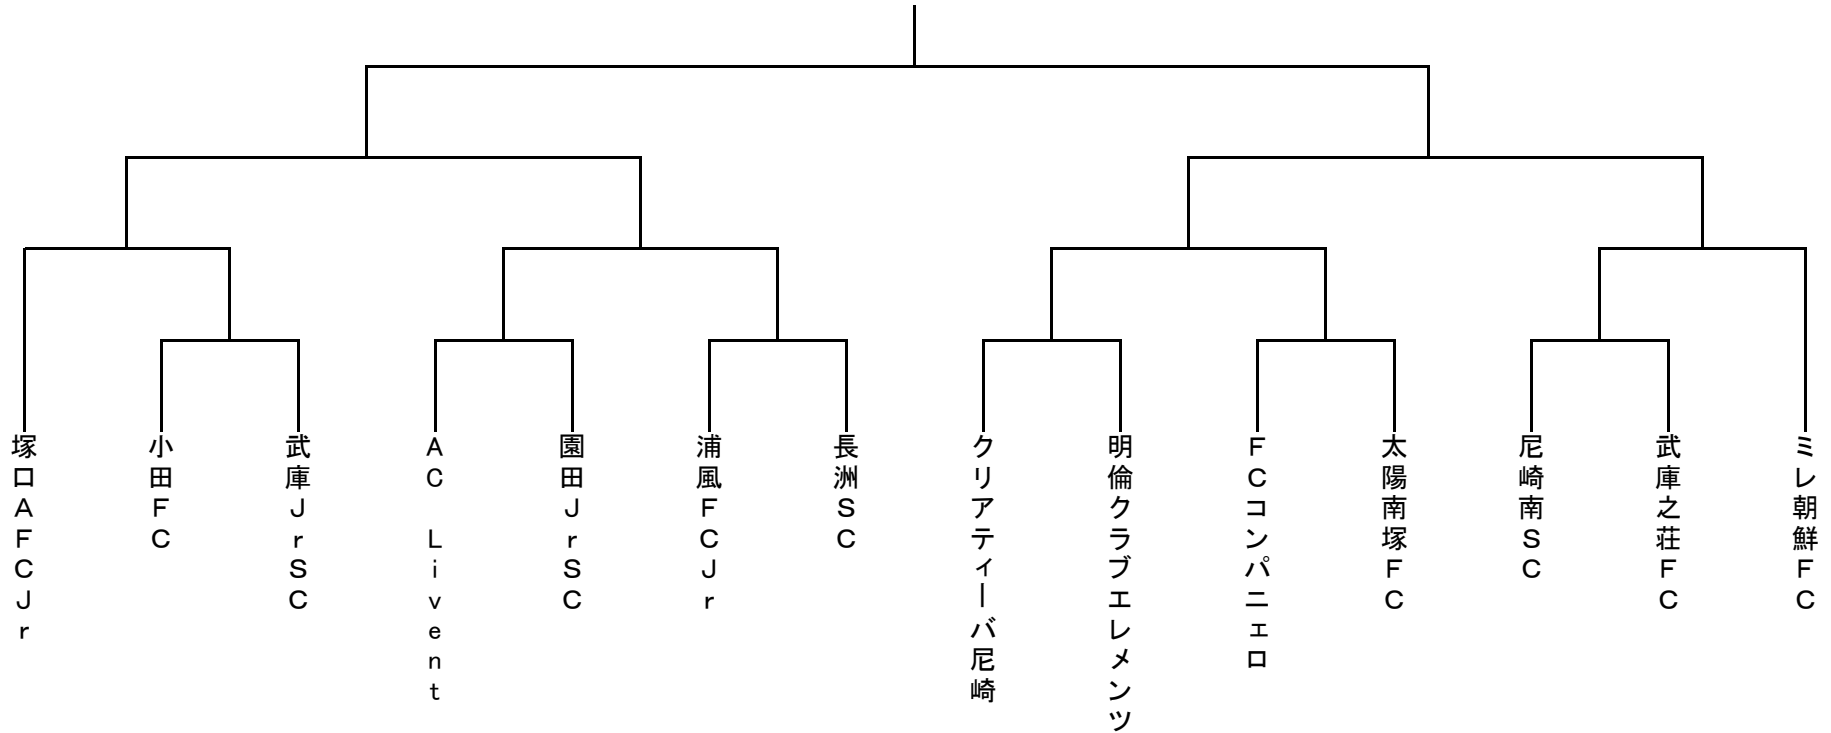 塚口AFCJr
小田FC
武庫JrSC
AC Livent
園田JrSC
浦風FCJr
長洲SC
クリアティーバ尼崎
明倫クラブエレメンツ
FCコンパニェロ
太陽南塚FC
尼崎南SC
武庫之荘FC
ミレ朝鮮FC